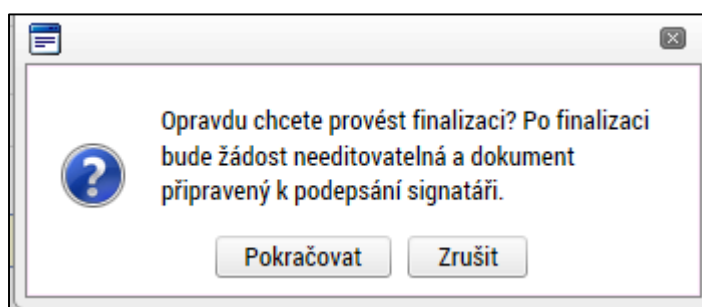 Opravdu chcete provést finalizaci? Po finalizaci
bude žádost needitovatelná a dokument
připravený k podepsání signatáři.
Pokračovat Zrušit